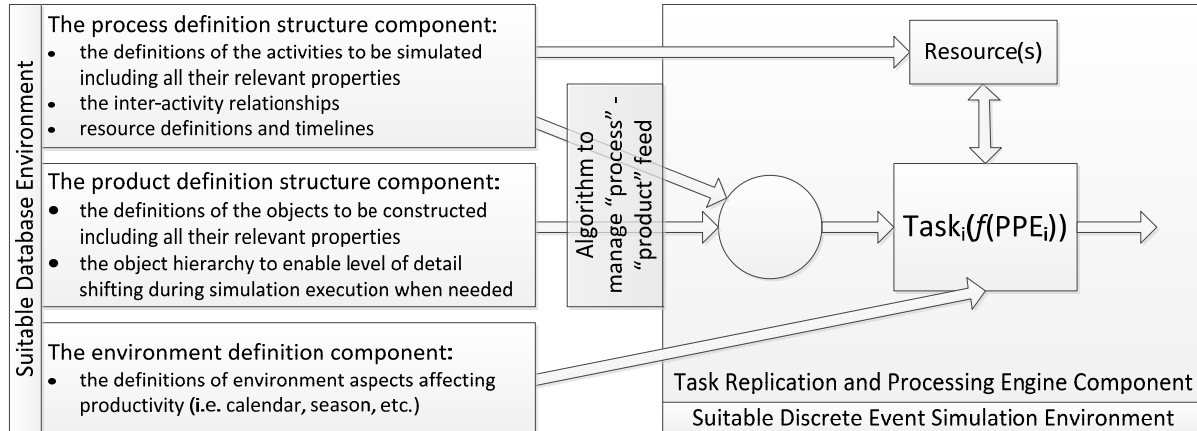 Suitable Database Environment
The process definition structure component:
• the definitions of the activities to be simulated
including all their relevant properties
• the inter-activity relationships
• resource definitions and timelines
The product definition structure component:
• the definitions of the objects to be constructed
including all their relevant properties
• the object hierarchy to enable level of detail
shifting during simulation execution when needed
The environment definition component:
• the definitions of environment aspects affecting
productivity (i.e. calendar, season, etc.)
Algorithm to
manage “process” -
“product” feed
Resource(s)
Taskᵢ(f(PPEᵢ))
Task Replication and Processing Engine Component
Suitable Discrete Event Simulation Environment